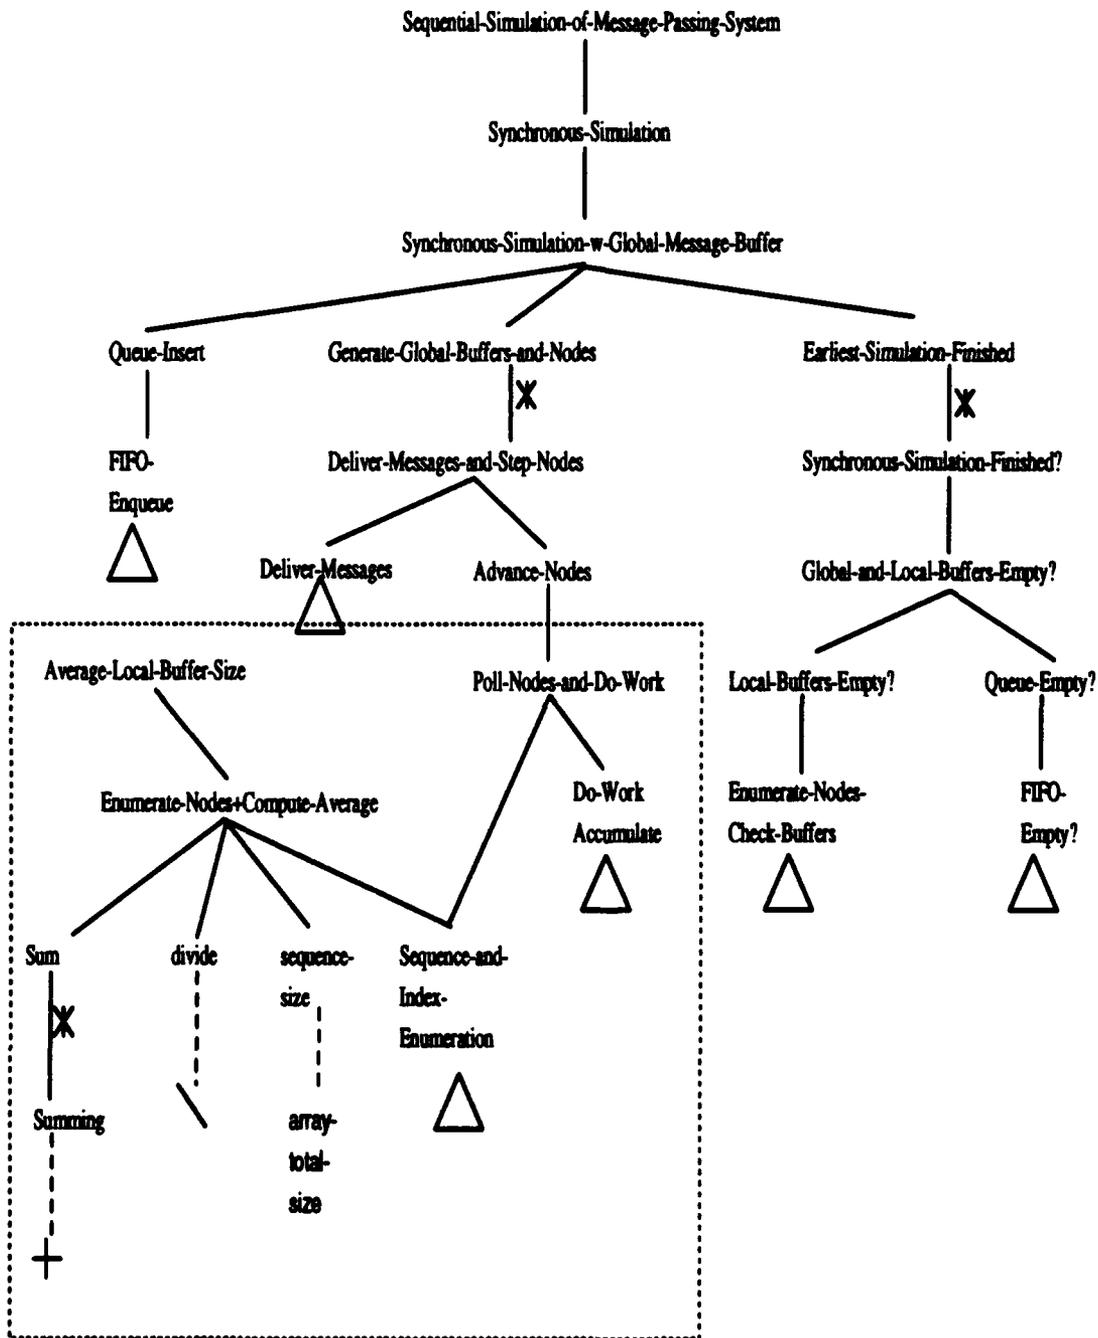 Sequential-Simulation-of-Message-Passing-System
Synchronous-Simulation
Synchronous-Simulation-w-Global-Message-Buffer
Queue-Insert
Generate-Global-Buffers-and-Nodes
Earliest-Simulation-Finished
FIFO-
Enqueue
Deliver-Messages-and-Step-Nodes
Synchronous-Simulation-Finished?
Deliver-Messages
Advance-Nodes
Global-and-Local-Buffers-Empty?
Average-Local-Buffer-Size
Poll-Nodes-and-Do-Work
Local-Buffers-Empty?
Queue-Empty?
Enumerate-Nodes+Compute-Average
Do-Work
Accumulate
Enumerate-Nodes-
Check-Buffers
FIFO-
Empty?
Sum
divide
sequence-
size
Sequence-and-
Index-
Enumeration
Summing
\
array-
total-
size
+